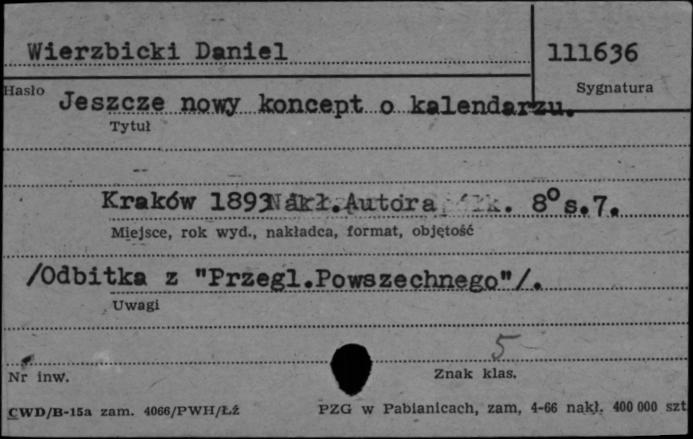 Wierzbicki Daniel
111636
Hasło
Sygnatura
Jeszcze nowy koncept o kalendarzu.
Tytuł
Kraków 1893 Nakł. Autora, k. 8° s.7.
Miejsce, rok wyd., nakładca, format, objętość
/Odbitka z "Przegl.Powszechnego"/.
Uwagi
5
Nr inw.
Znak klas.
CWD/B-15a zam. 4066/PWH/Łź
PZG w Pabianicach, zam, 4-66 nakł. 400 000 szt